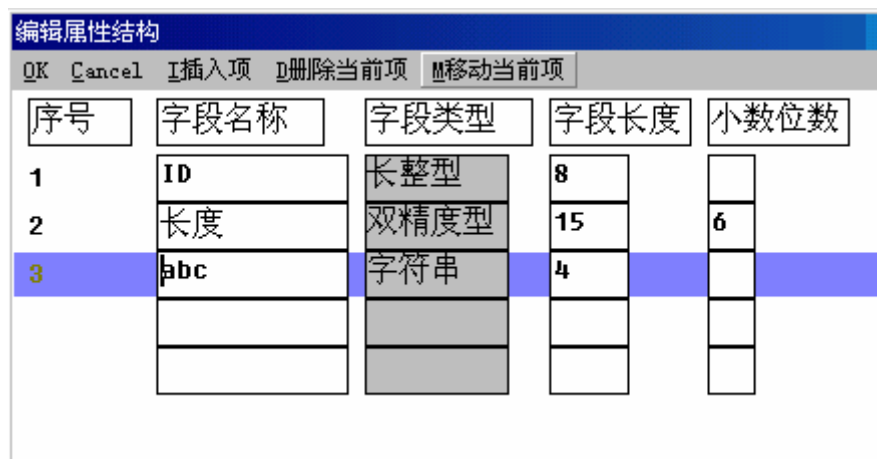 编辑属性结构
OK Cancel I插入项 D删除当前项 M移动当前项
序号 字段名称 字段类型 字段长度 小数位数
1 ID 长整型 8
2 长度 双精度型 15 6
3 abc 字符串 4